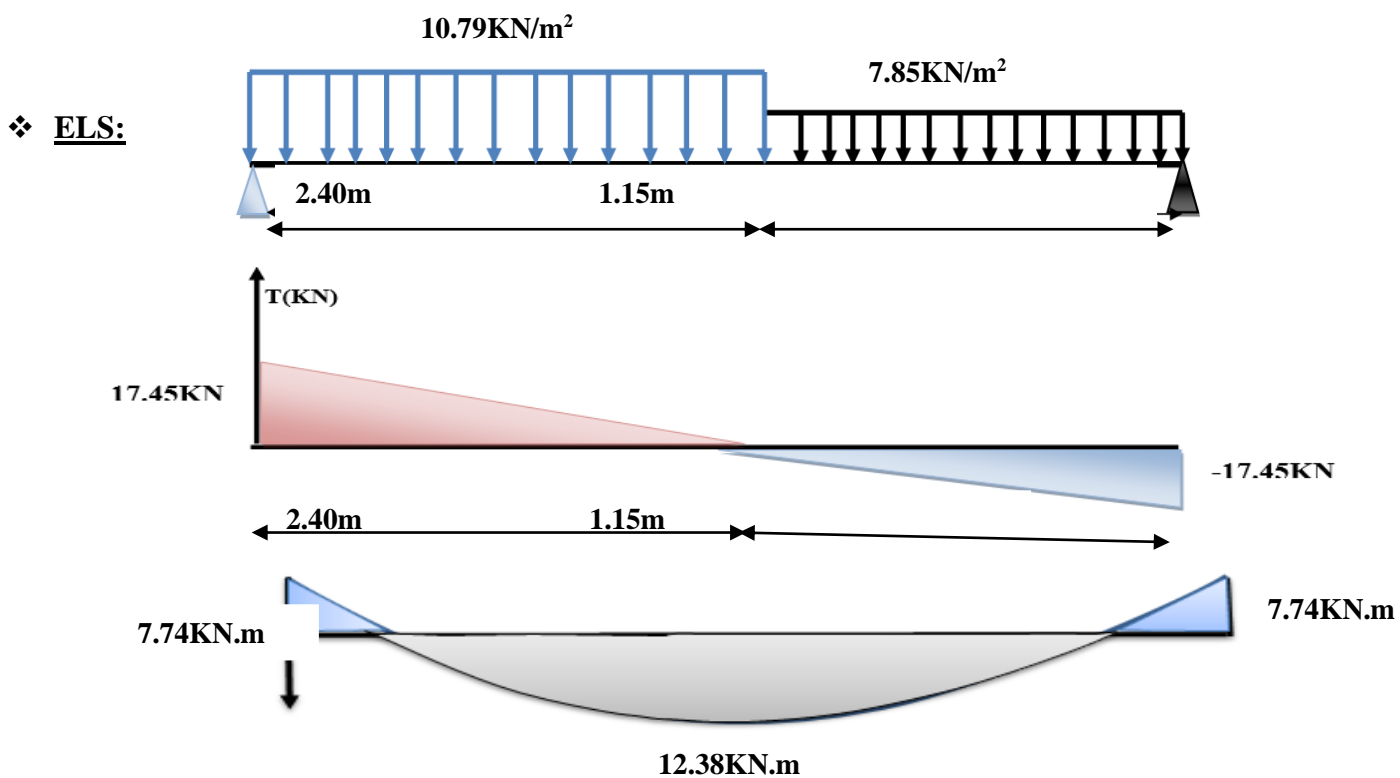 10.79KN/m²
7.85KN/m²
❖ ELS:
2.40m 1.15m
T(KN)
17.45KN
-17.45KN
2.40m 1.15m
7.74KN.m
7.74KN.m
12.38KN.m